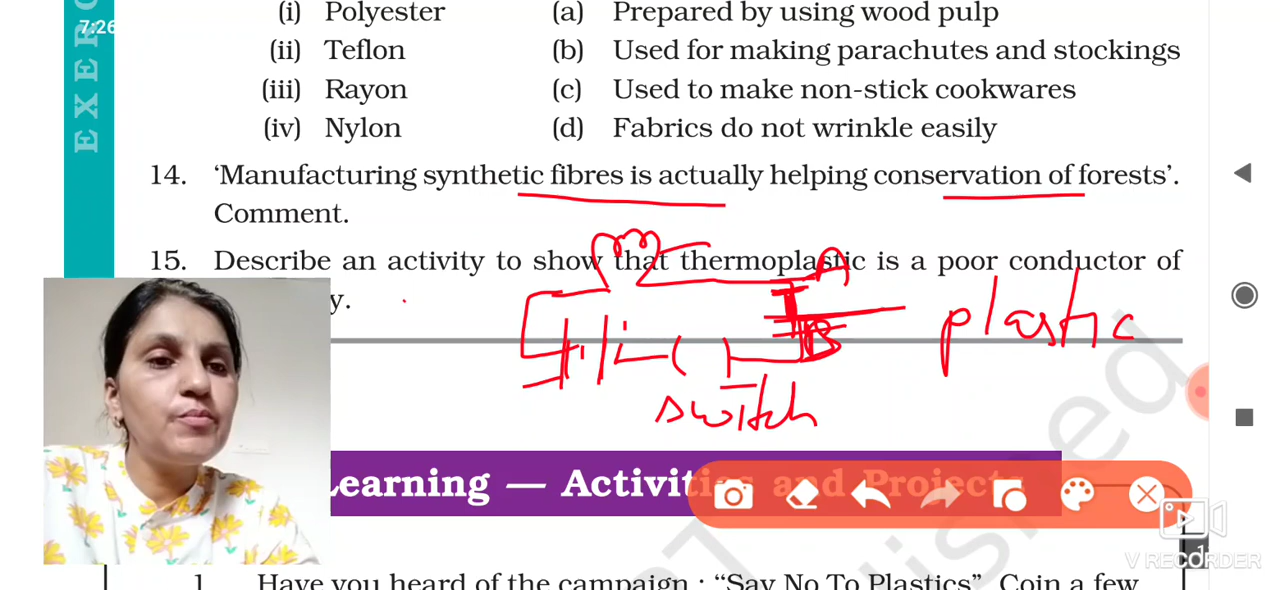 7:26
EXERC
(i) Polyester (a) Prepared by using wood pulp
(ii) Teflon (b) Used for making parachutes and stockings
(iii) Rayon (c) Used to make non-stick cookwares
(iv) Nylon (d) Fabrics do not wrinkle easily
14. ‘Manufacturing synthetic fibres is actually helping conservation of forests’.
Comment.
15. Describe an activity to show that thermoplastic is a poor conductor of
y.
A
B
plastic
switch
Learning — Activities and Projects
1. Have you heard of the campaign : “Say No To Plastics”. Coin a few
V RECORDER